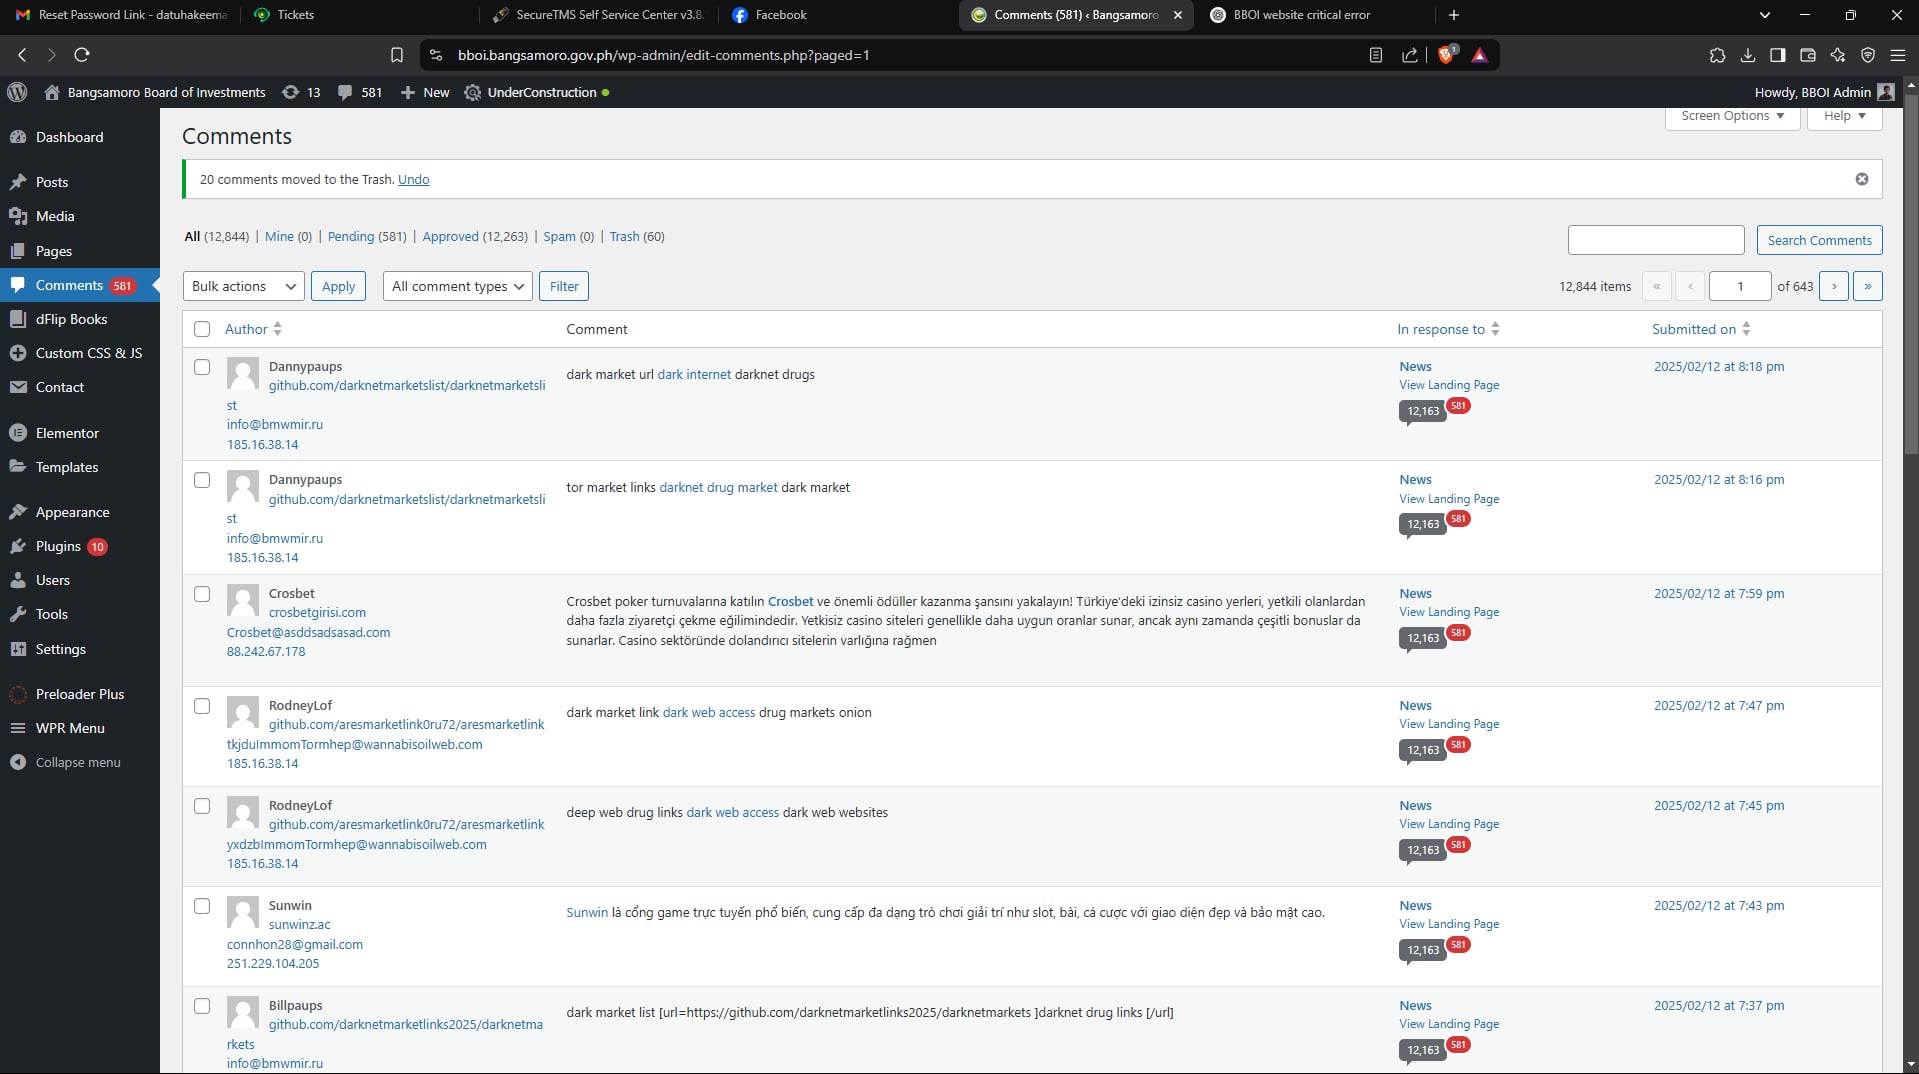 Reset Password Link - datuhakeema
Tickets
SecureTMS Self Service Center v3.8.
Facebook
Comments (581) ‹ Bangsamoro
BBOI website critical error
bboi.bangsamoro.gov.ph/wp-admin/edit-comments.php?paged=1
1
Bangsamoro Board of Investments
13
581
New
UnderConstruction
Howdy, BBOI Admin
Dashboard
Posts
Media
Pages
Comments 581
dFlip Books
Custom CSS & JS
Contact
Elementor
Templates
Appearance
Plugins 10
Users
Tools
Settings
Preloader Plus
WPR Menu
Collapse menu
Screen Options
Help
Comments
20 comments moved to the Trash. Undo
All (12,844) | Mine (0) | Pending (581) | Approved (12,263) | Spam (0) | Trash (60)
Search Comments
Bulk actions
Apply
All comment types
Filter
12,844 items « ‹ 1 of 643 › »
Author
Comment
In response to
Submitted on
Dannypaups
github.com/darknetmarketslist/darknetmarketsli
st
info@bmwmir.ru
185.16.38.14
dark market url dark internet darknet drugs
News
View Landing Page
12,163 581
2025/02/12 at 8:18 pm
Dannypaups
github.com/darknetmarketslist/darknetmarketsli
st
info@bmwmir.ru
185.16.38.14
tor market links darknet drug market dark market
News
View Landing Page
12,163 581
2025/02/12 at 8:16 pm
Crosbet
crosbetgirisi.com
Crosbet@asddsadsasad.com
88.242.67.178
Crosbet poker turnuvalarına katılın Crosbet ve önemli ödüller kazanma şansını yakalayın! Türkiye'deki izinsiz casino yerleri, yetkili olanlardan
daha fazla ziyaretçi çekme eğilimindedir. Yetkisiz casino siteleri genellikle daha uygun oranlar sunar, ancak aynı zamanda çeşitli bonuslar da
sunarlar. Casino sektöründe dolandırıcı sitelerin varlığına rağmen
News
View Landing Page
12,163 581
2025/02/12 at 7:59 pm
RodneyLof
github.com/aresmarketlink0ru72/aresmarketlink
tkjduImmomTormhep@wannabisoilweb.com
185.16.38.14
dark market link dark web access drug markets onion
News
View Landing Page
12,163 581
2025/02/12 at 7:47 pm
RodneyLof
github.com/aresmarketlink0ru72/aresmarketlink
yxdzbImmomTormhep@wannabisoilweb.com
185.16.38.14
deep web drug links dark web access dark web websites
News
View Landing Page
12,163 581
2025/02/12 at 7:45 pm
Sunwin
sunwinz.ac
connhon28@gmail.com
251.229.104.205
Sunwin là cổng game trực tuyến phổ biến, cung cấp đa dạng trò chơi giải trí như slot, bài, cá cược với giao diện đẹp và bảo mật cao.
News
View Landing Page
12,163 581
2025/02/12 at 7:43 pm
Billpaups
github.com/darknetmarketlinks2025/darknetma
rkets
info@bmwmir.ru
dark market list [url=https://github.com/darknetmarketlinks2025/darknetmarkets ]darknet drug links [/url]
News
View Landing Page
12,163 581
2025/02/12 at 7:37 pm